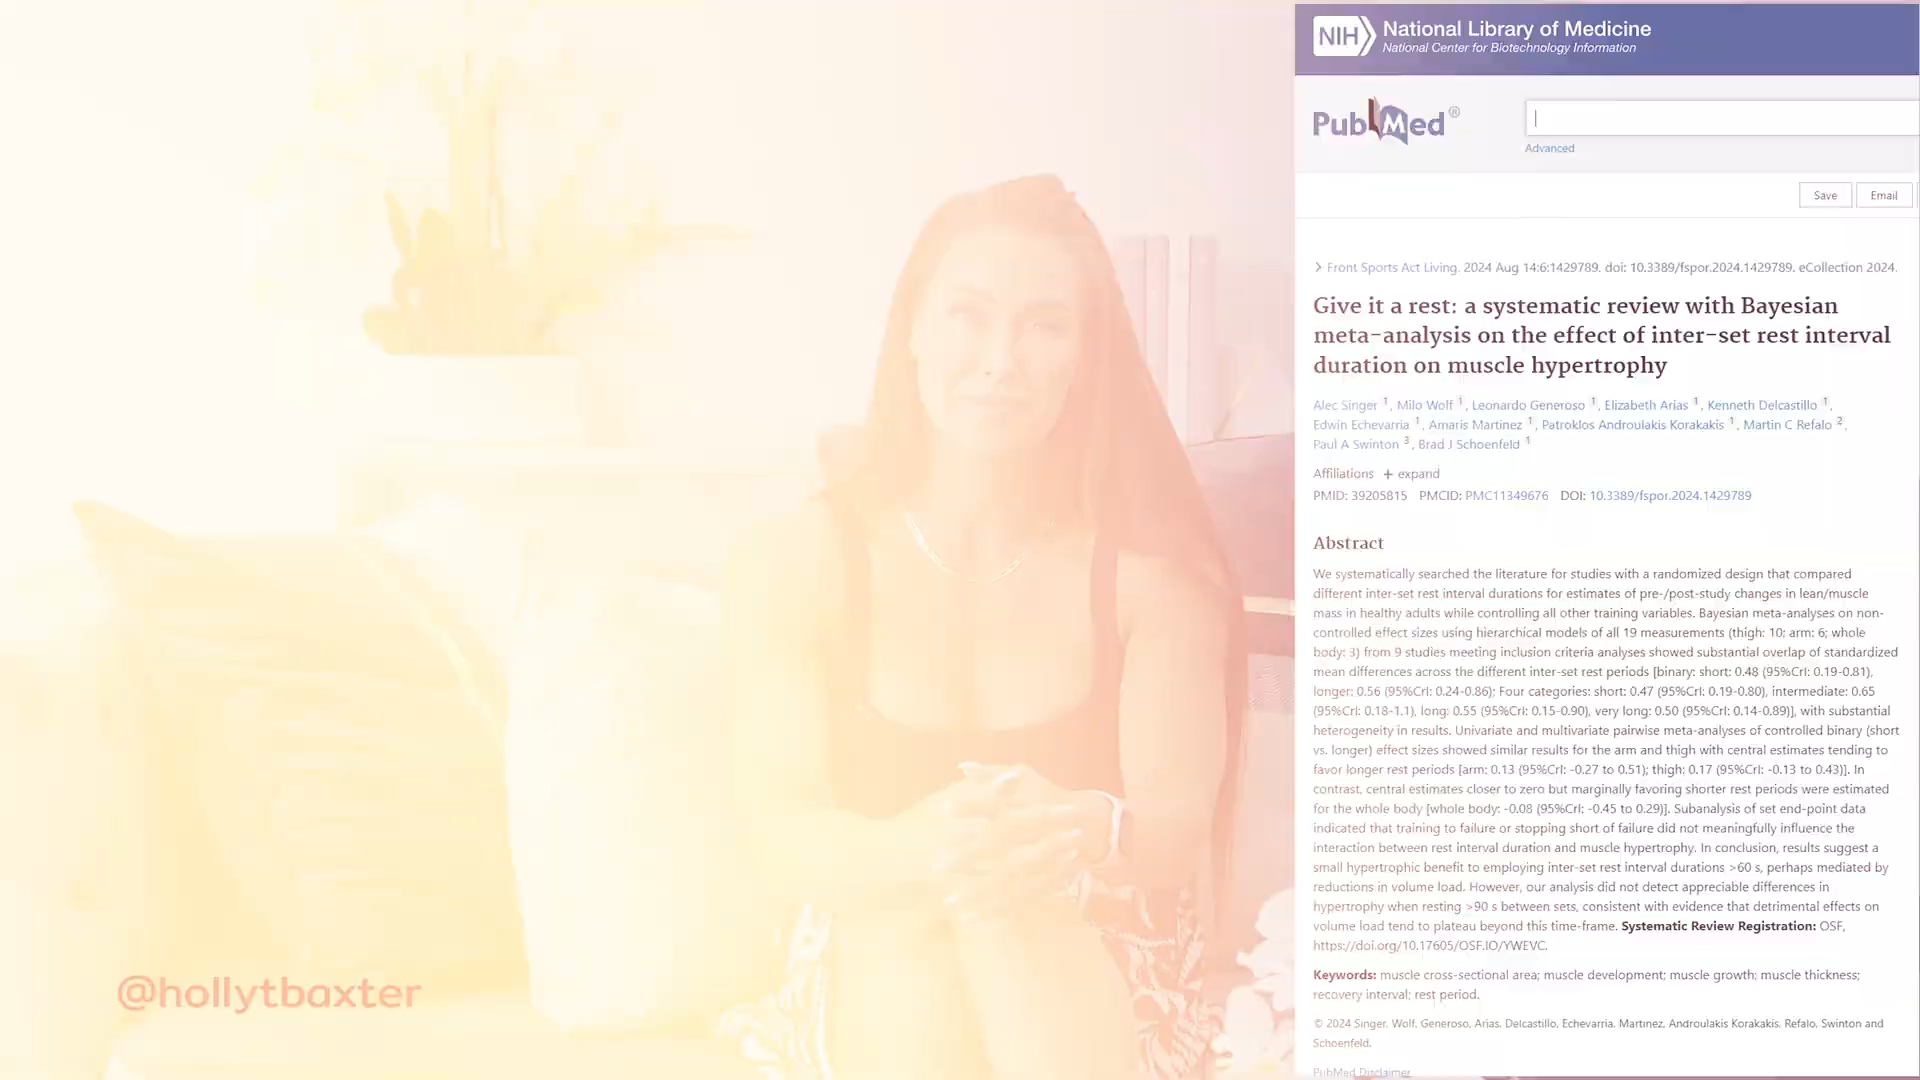 NIH National Library of Medicine
National Center for Biotechnology Information
PubMed®
Advanced
Save Email
Front Sports Act Living. 2024 Aug 14:6:1429789. doi: 10.3389/fspor.2024.1429789. eCollection 2024.
Give it a rest: a systematic review with Bayesian
meta-analysis on the effect of inter-set rest interval
duration on muscle hypertrophy
Alec Singer 1, Milo Wolf 1, Leonardo Generoso 1, Elizabeth Arias 1, Kenneth Delcastillo 1,
Edwin Echevarria 1, Amaris Martinez 1, Patroklos Androulakis Korakakis 1, Martin C Refalo 2,
Paul A Swinton 3, Brad J Schoenfeld 1
Affiliations + expand
PMID: 39205815 PMCID: PMC11349676 DOI: 10.3389/fspor.2024.1429789
Abstract
We systematically searched the literature for studies with a randomized design that compared
different inter-set rest interval durations for estimates of pre-/post-study changes in lean/muscle
mass in healthy adults while controlling all other training variables. Bayesian meta-analyses on non-
controlled effect sizes using hierarchical models of all 19 measurements (thigh: 10; arm: 6; whole
body: 3) from 9 studies meeting inclusion criteria analyses showed substantial overlap of standardized
mean differences across the different inter-set rest periods [binary: short: 0.48 (95%CrI: 0.19-0.81),
longer: 0.56 (95%CrI: 0.24-0.86); Four categories: short: 0.47 (95%CrI: 0.19-0.80), intermediate: 0.65
(95%CrI: 0.18-1.1), long: 0.55 (95%CrI: 0.15-0.90), very long: 0.50 (95%CrI: 0.14-0.89)], with substantial
heterogeneity in results. Univariate and multivariate pairwise meta-analyses of controlled binary (short
vs. longer) effect sizes showed similar results for the arm and thigh with central estimates tending to
favor longer rest periods [arm: 0.13 (95%CrI: -0.27 to 0.51); thigh: 0.17 (95%CrI: -0.13 to 0.43)]. In
contrast, central estimates closer to zero but marginally favoring shorter rest periods were estimated
for the whole body [whole body: -0.08 (95%CrI: -0.45 to 0.29)]. Subanalysis of set end-point data
indicated that training to failure or stopping short of failure did not meaningfully influence the
interaction between rest interval duration and muscle hypertrophy. In conclusion, results suggest a
small hypertrophic benefit to employing inter-set rest interval durations >60 s, perhaps mediated by
reductions in volume load. However, our analysis did not detect appreciable differences in
hypertrophy when resting >90 s between sets, consistent with evidence that detrimental effects on
volume load tend to plateau beyond this time-frame. Systematic Review Registration: OSF,
https://doi.org/10.17605/OSF.IO/YWEVC.
Keywords: muscle cross-sectional area; muscle development; muscle growth; muscle thickness;
recovery interval; rest period.
© 2024 Singer, Wolf, Generoso, Arias, Delcastillo, Echevarria, Martinez, Androulakis Korakakis, Refalo, Swinton and
Schoenfeld.
PubMed Disclaimer
@hollytbaxter